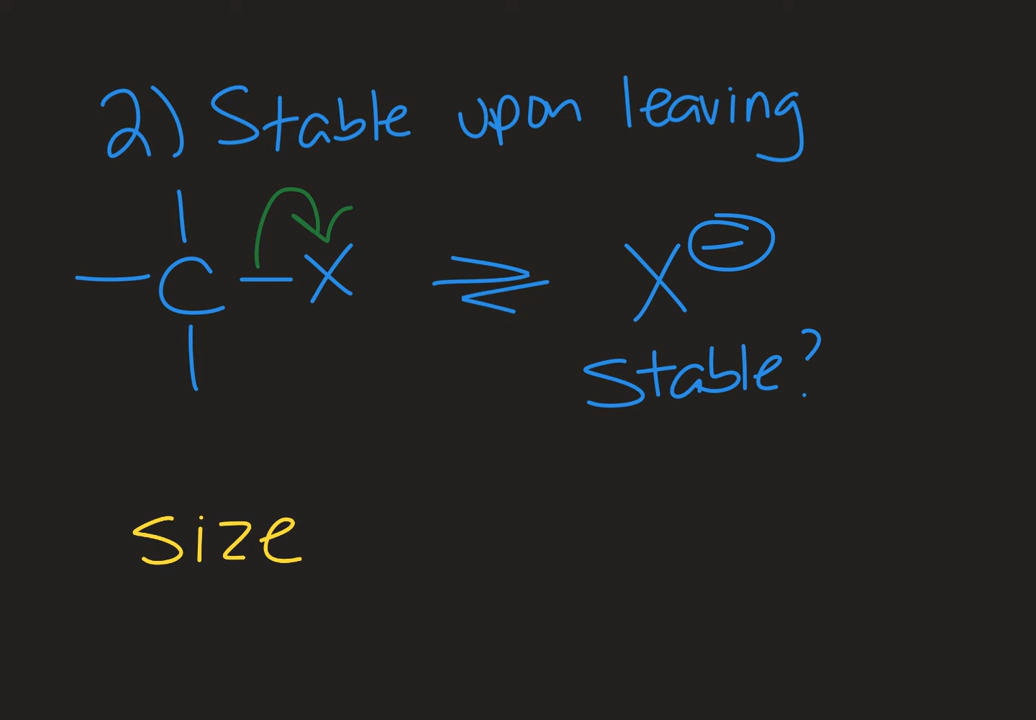 2) Stable upon leaving
C - X ⇌ X ⊖
Stable?
size